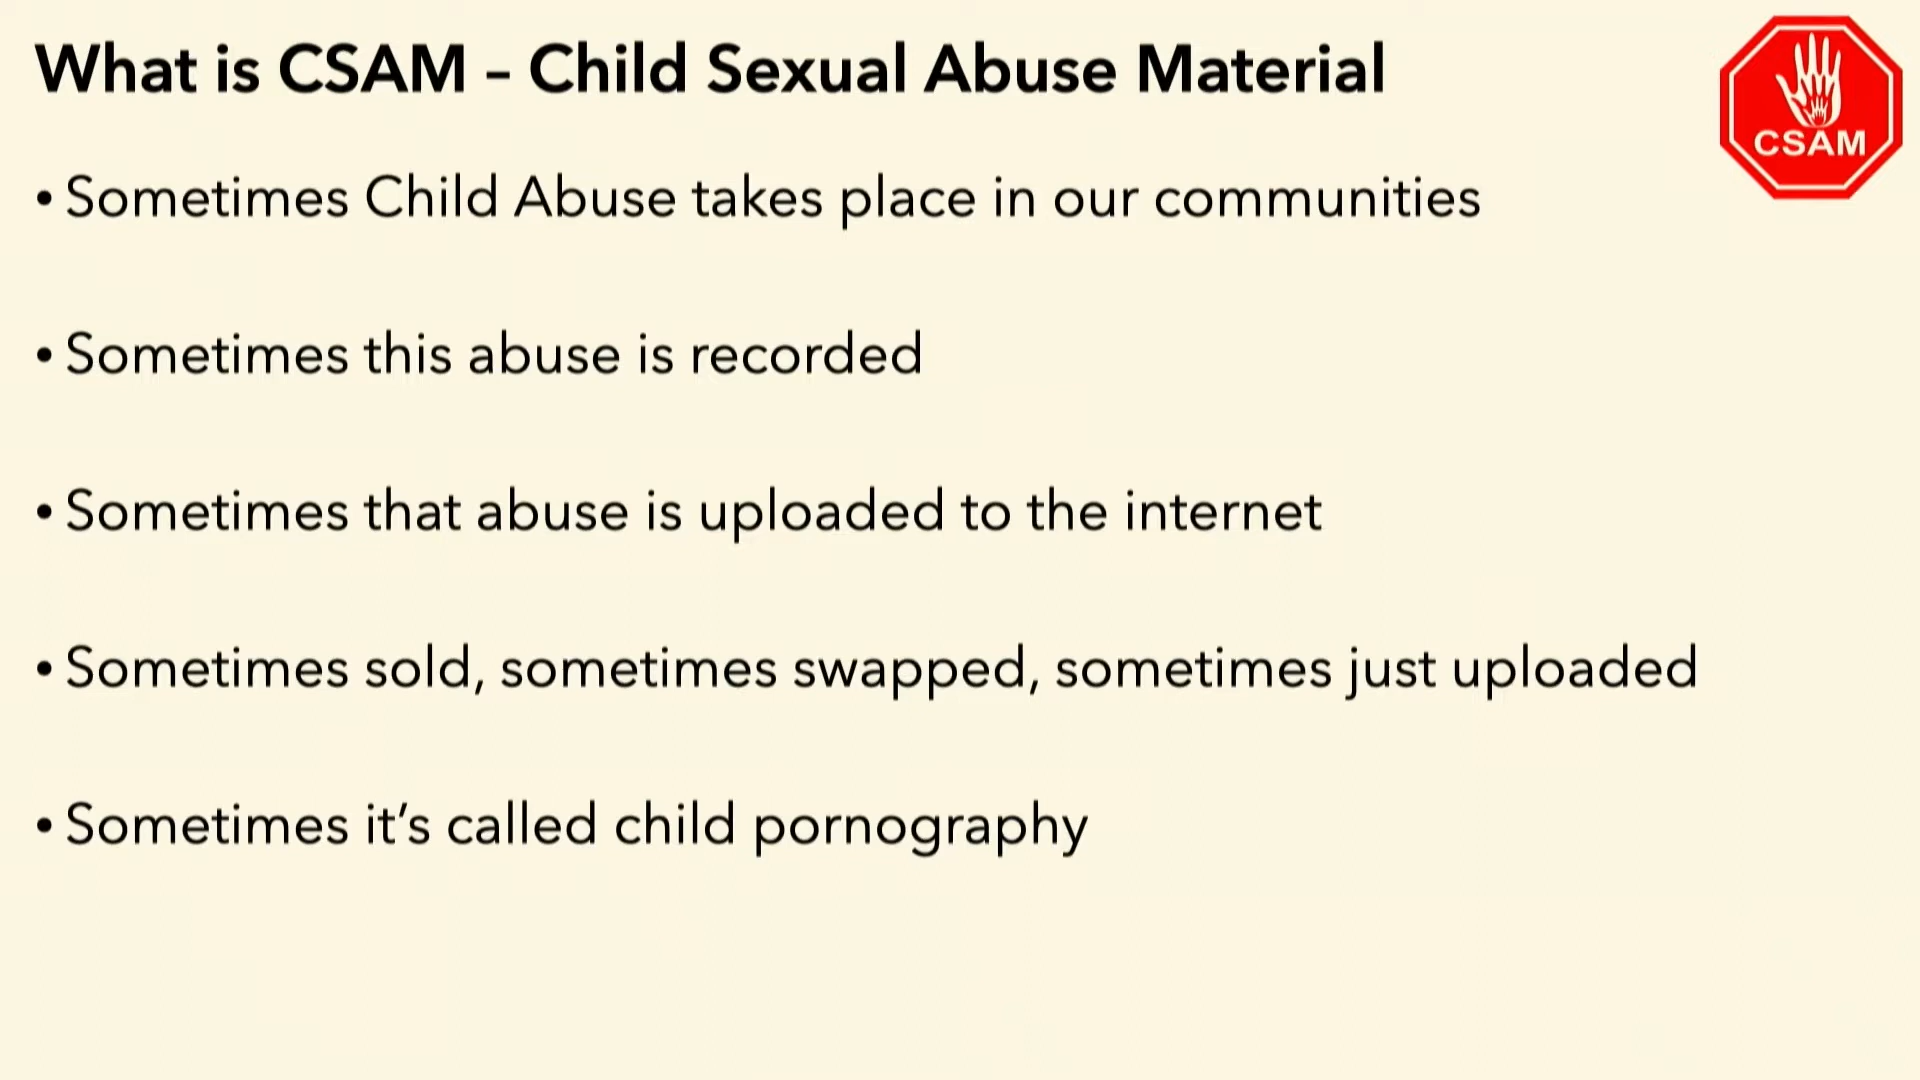 What is CSAM – Child Sexual Abuse Material
CSAM
• Sometimes Child Abuse takes place in our communities
• Sometimes this abuse is recorded
• Sometimes that abuse is uploaded to the internet
• Sometimes sold, sometimes swapped, sometimes just uploaded
• Sometimes it’s called child pornography